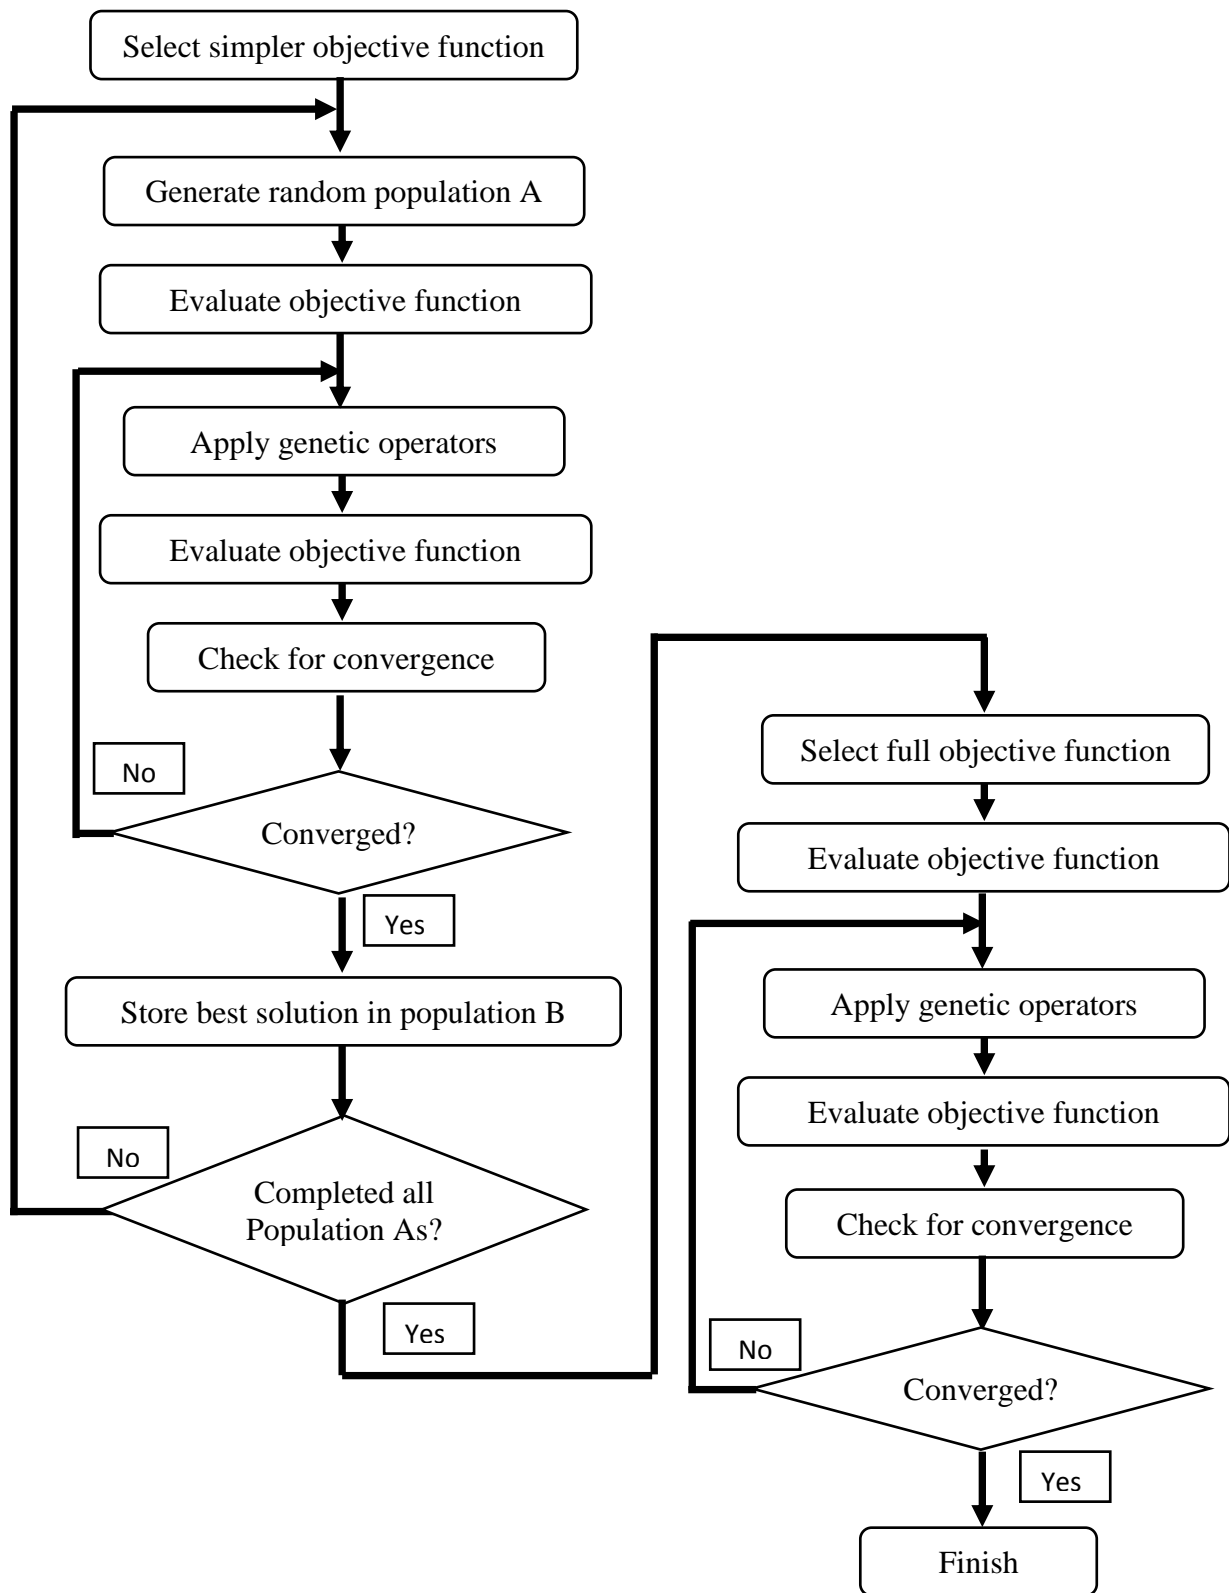 Select simpler objective function
Generate random population A
Evaluate objective function
Apply genetic operators
Evaluate objective function
Check for convergence
No
Converged?
Yes
Store best solution in population B
No
Completed all
Population As?
Yes
Select full objective function
Evaluate objective function
Apply genetic operators
Evaluate objective function
Check for convergence
No
Converged?
Yes
Finish